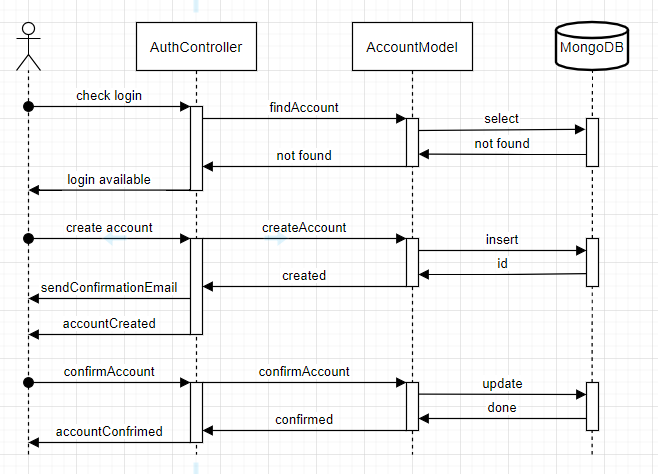 AuthController
AccountModel
MongoDB
check login
findAccount
select
not found
not found
login available
create account
createAccount
insert
id
created
sendConfirmationEmail
accountCreated
confirmAccount
confirmAccount
update
done
confirmed
accountConfrimed